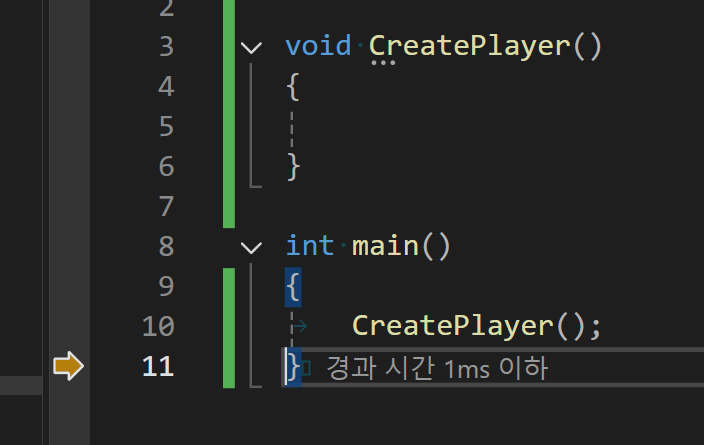 2
3 void CreatePlayer()
4 {
5
6 }
7
8 int main()
9 {
10 CreatePlayer();
11 } 경과 시간 1ms 이하